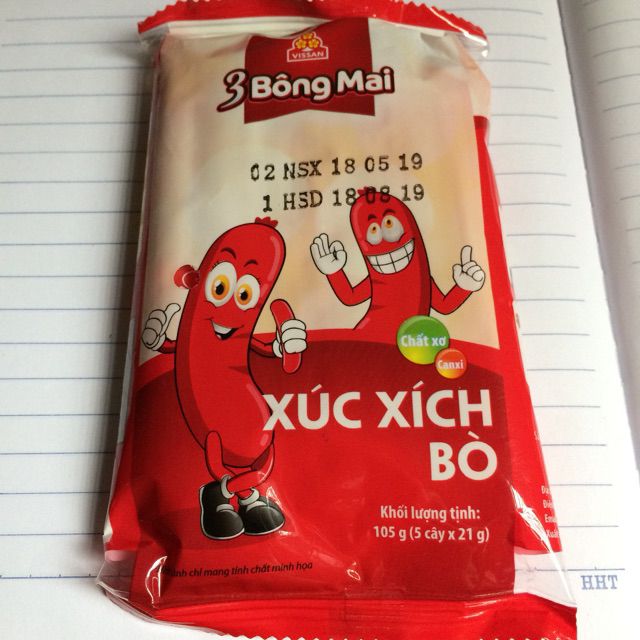 VISSAN
3 Bông Mai
02 NSX 18 05 19
1 HSD 18 08 19
Chất xơ
Canxi
XÚC XÍCH
BÒ
Khối lượng tịnh:
105 g (5 cây x 21 g)
ảnh chỉ mang tính chất minh họa
HHT